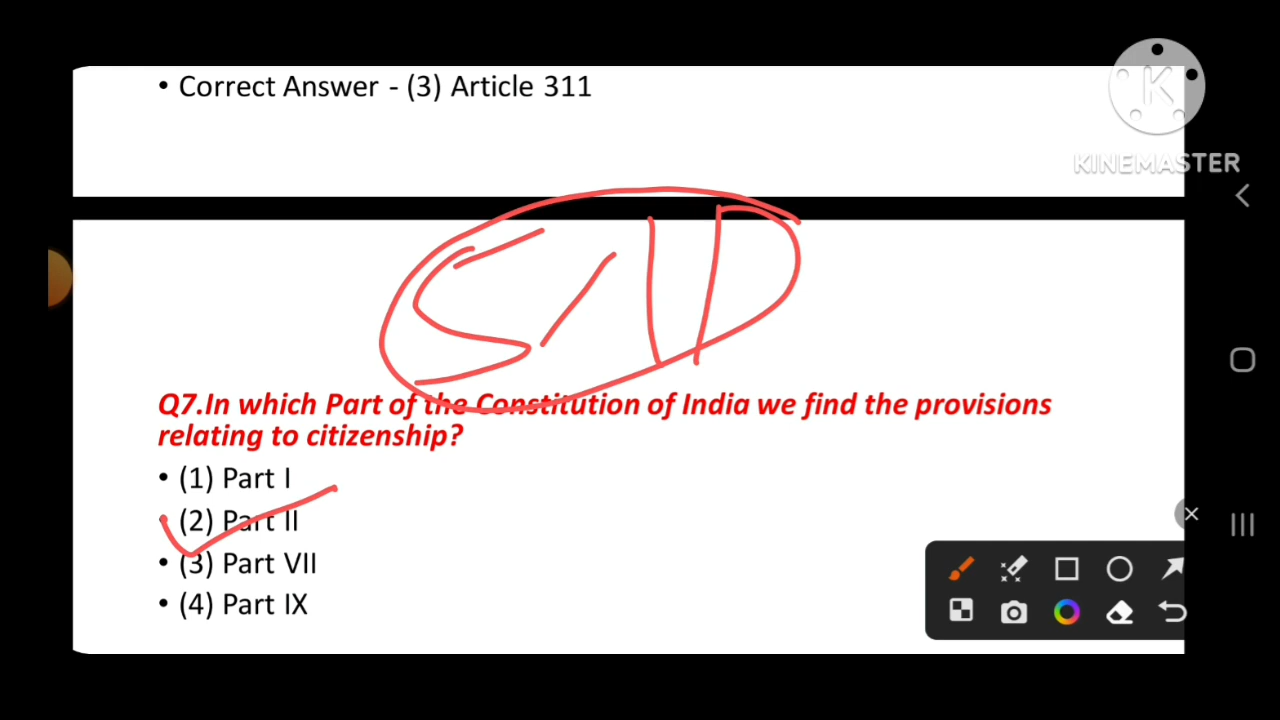 • Correct Answer - (3) Article 311
KINEMASTER
Q7.In which Part of the Constitution of India we find the provisions
relating to citizenship?
• (1) Part I
• (2) Part II
• (3) Part VII
• (4) Part IX